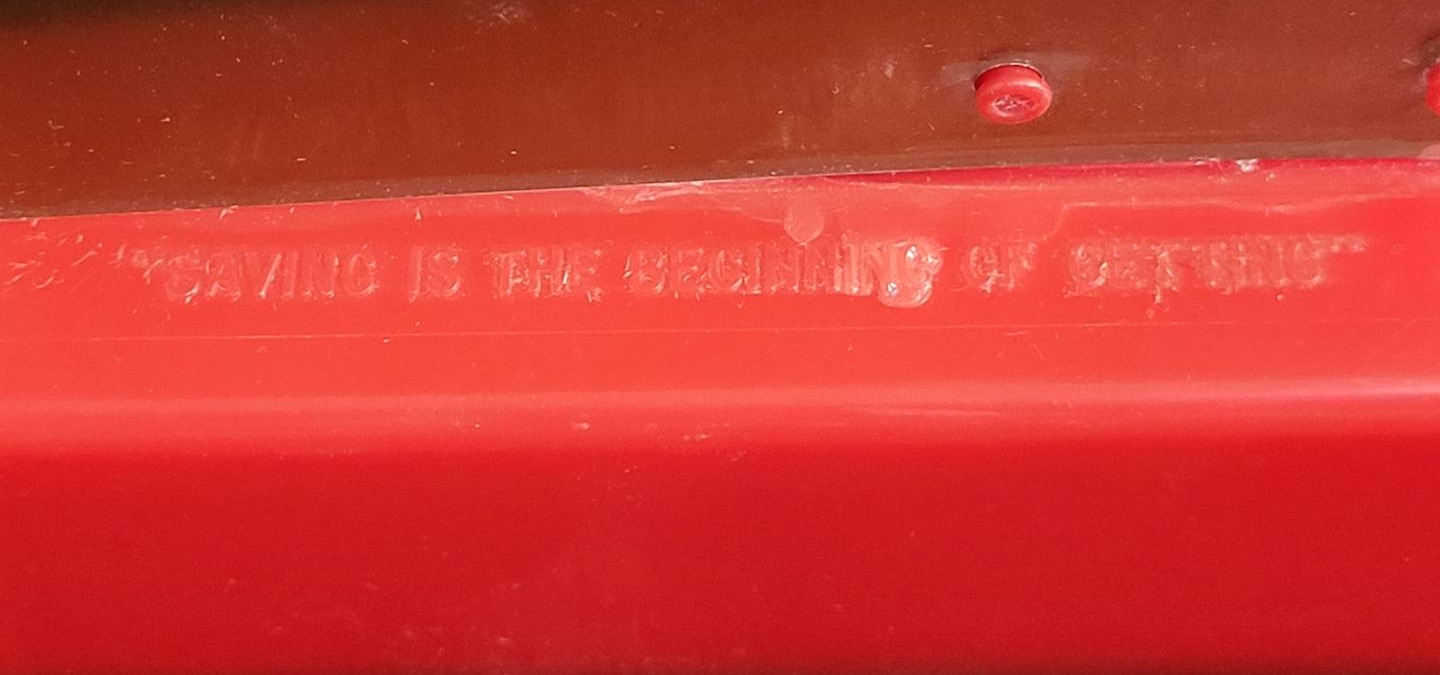 "SAVING IS THE BEGINNING OF GETTING"